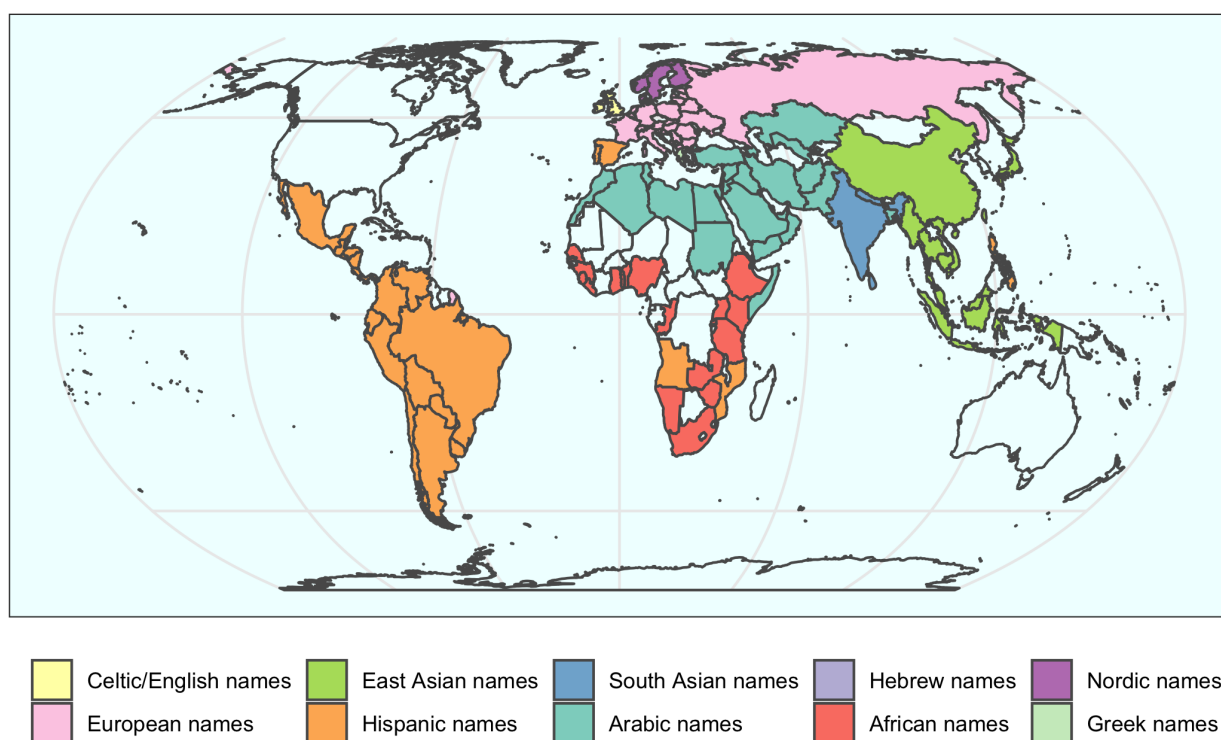 Celtic/English names East Asian names South Asian names Hebrew names Nordic names
European names Hispanic names Arabic names African names Greek names